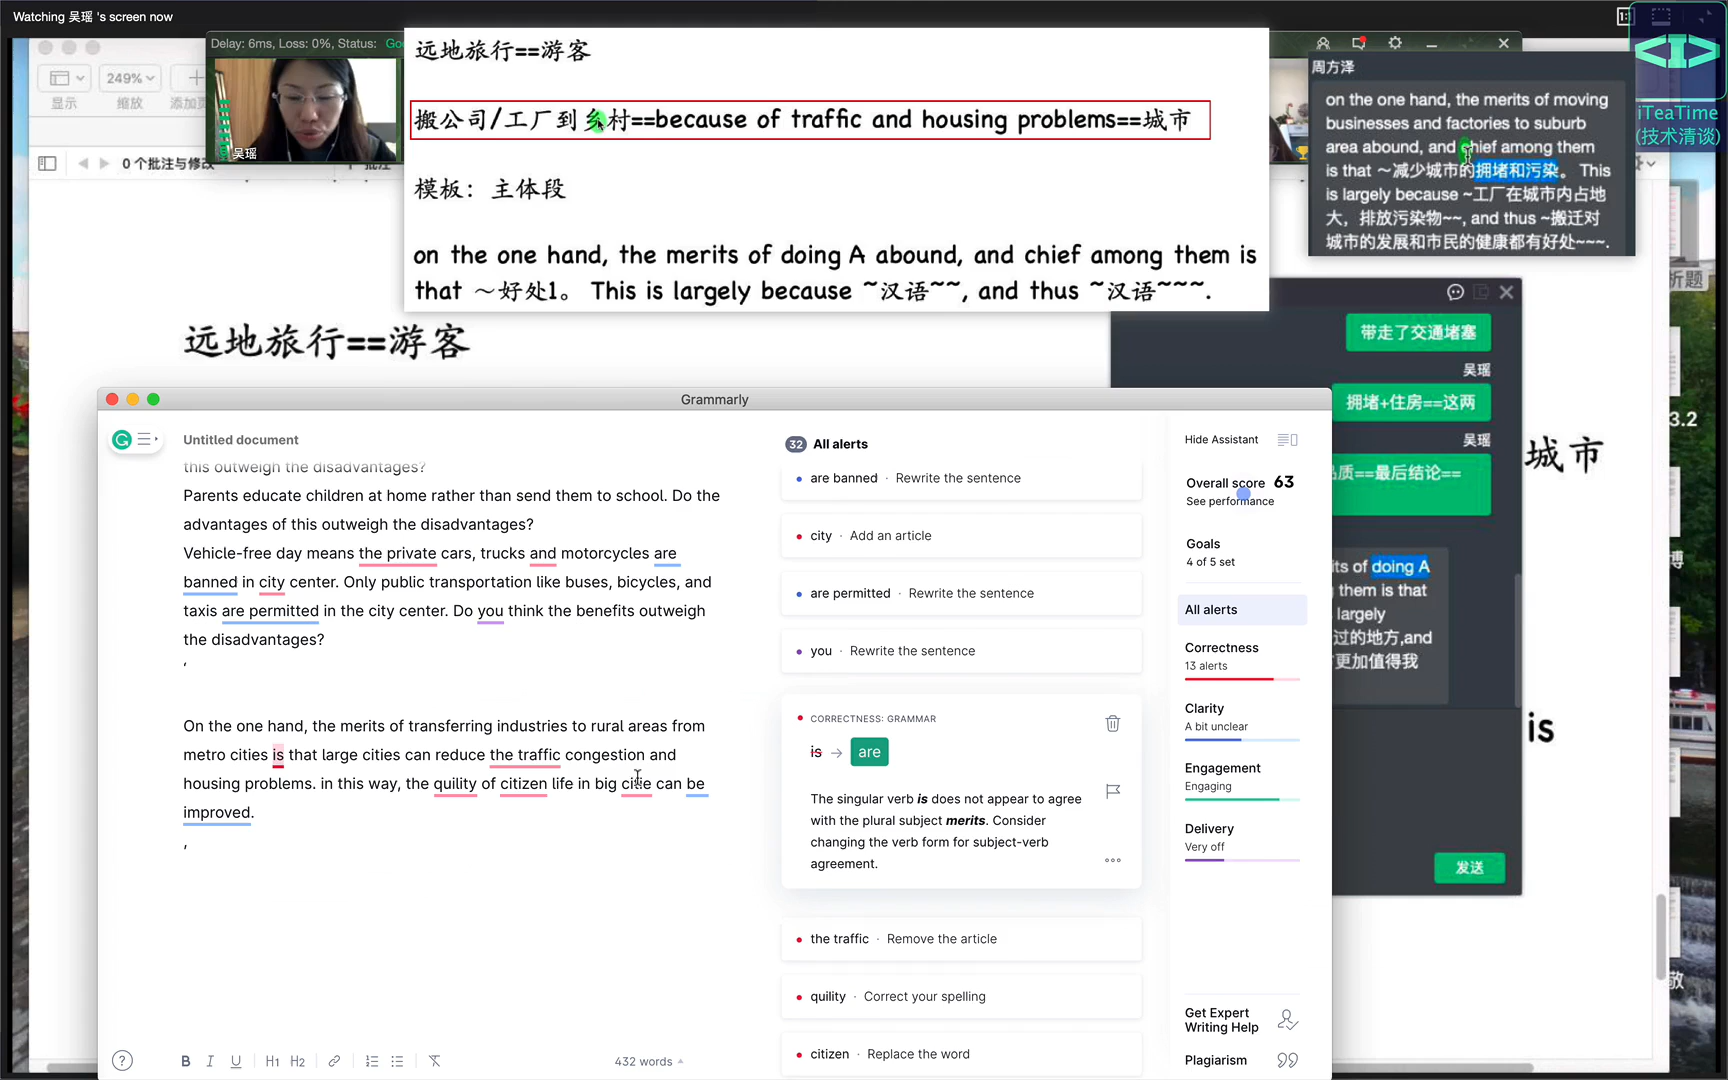 Watching 吴瑶 's screen now
Delay: 6ms, Loss: 0%, Status:
249%
显示
缩放
吴瑶
0 个批注与修改
远地旅行==游客
搬公司/工厂到乡村==because of traffic and housing problems==城市
模板：主体段
on the one hand, the merits of doing A abound, and chief among them is
that ～好处1。 This is largely because ~汉语~~, and thus ~汉语~~~.
周方泽
on the one hand, the merits of moving
businesses and factories to suburb
area abound, and chief among them
is that ～减少城市的拥堵和污染。 This
is largely because ~工厂在城市内占地
大，排放污染物~~, and thus ~搬迁对
城市的发展和市民的健康都有好处~~~.
iTeaTime
(技术清谈)
远地旅行==游客
带走了交通堵塞
吴瑶
拥堵+住房==这两
吴瑶
质==最后结论==
ts of doing A
them is that
largely
过的地方,and
更加值得我
发送
城市
is
3.2
析题
Grammarly
Untitled document
this outweigh the disadvantages?
Parents educate children at home rather than send them to school. Do the
advantages of this outweigh the disadvantages?
Vehicle-free day means the private cars, trucks and motorcycles are
banned in city center. Only public transportation like buses, bicycles, and
taxis are permitted in the city center. Do you think the benefits outweigh
the disadvantages?
‘
On the one hand, the merits of transferring industries to rural areas from
metro cities is that large cities can reduce the traffic congestion and
housing problems. in this way, the quility of citizen life in big citie can be
improved.
,
B I U H1 H2
432 words
32 All alerts
are banned · Rewrite the sentence
city · Add an article
are permitted · Rewrite the sentence
you · Rewrite the sentence
CORRECTNESS: GRAMMAR
is → are
The singular verb is does not appear to agree
with the plural subject merits. Consider
changing the verb form for subject-verb
agreement.
the traffic · Remove the article
quility · Correct your spelling
citizen · Replace the word
Hide Assistant
Overall score 63
See performance
Goals
4 of 5 set
All alerts
Correctness
13 alerts
Clarity
A bit unclear
Engagement
Engaging
Delivery
Very off
Get Expert
Writing Help
Plagiarism